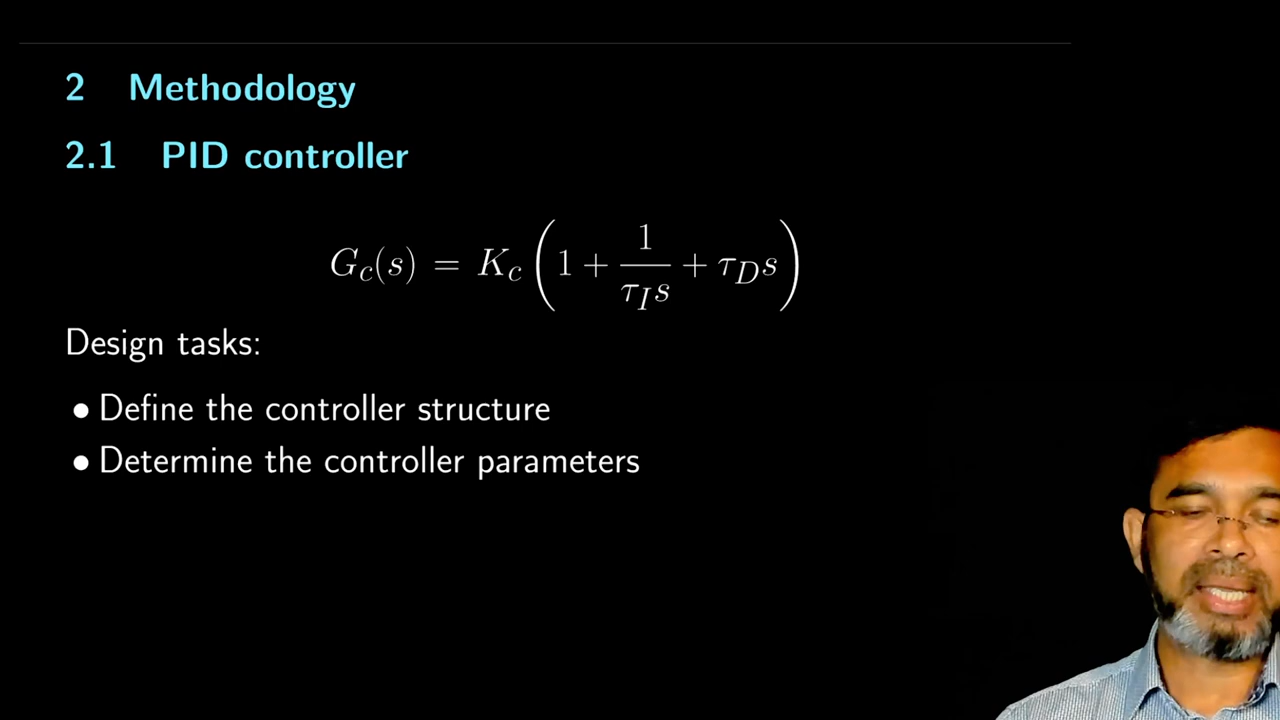 2 Methodology
2.1 PID controller
G_c(s) = K_c (1 + 1/(τ_I s) + τ_D s)
Design tasks:
• Define the controller structure
• Determine the controller parameters